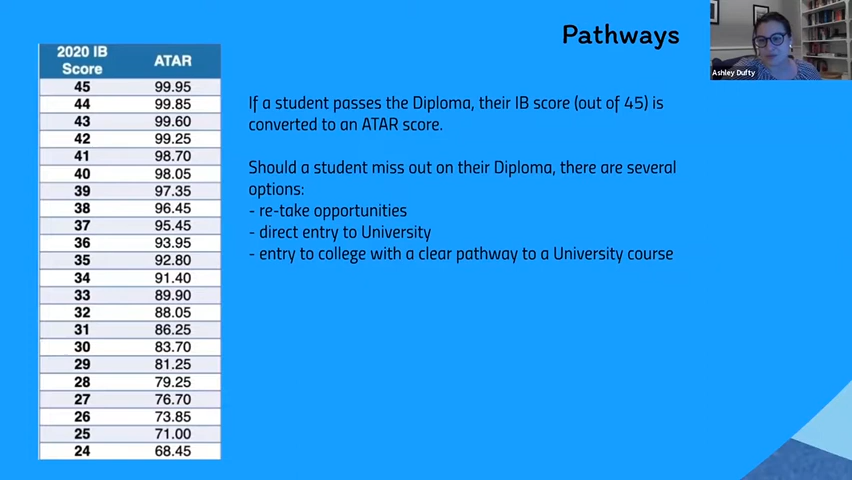 Pathways
Ashley Dufty
2020 IB Score ATAR
45 99.95
44 99.85
43 99.60
42 99.25
41 98.70
40 98.05
39 97.35
38 96.45
37 95.45
36 93.95
35 92.80
34 91.40
33 89.90
32 88.05
31 86.25
30 83.70
29 81.25
28 79.25
27 76.70
26 73.85
25 71.00
24 68.45
If a student passes the Diploma, their IB score (out of 45) is
converted to an ATAR score.
Should a student miss out on their Diploma, there are several
options:
- re-take opportunities
- direct entry to University
- entry to college with a clear pathway to a University course